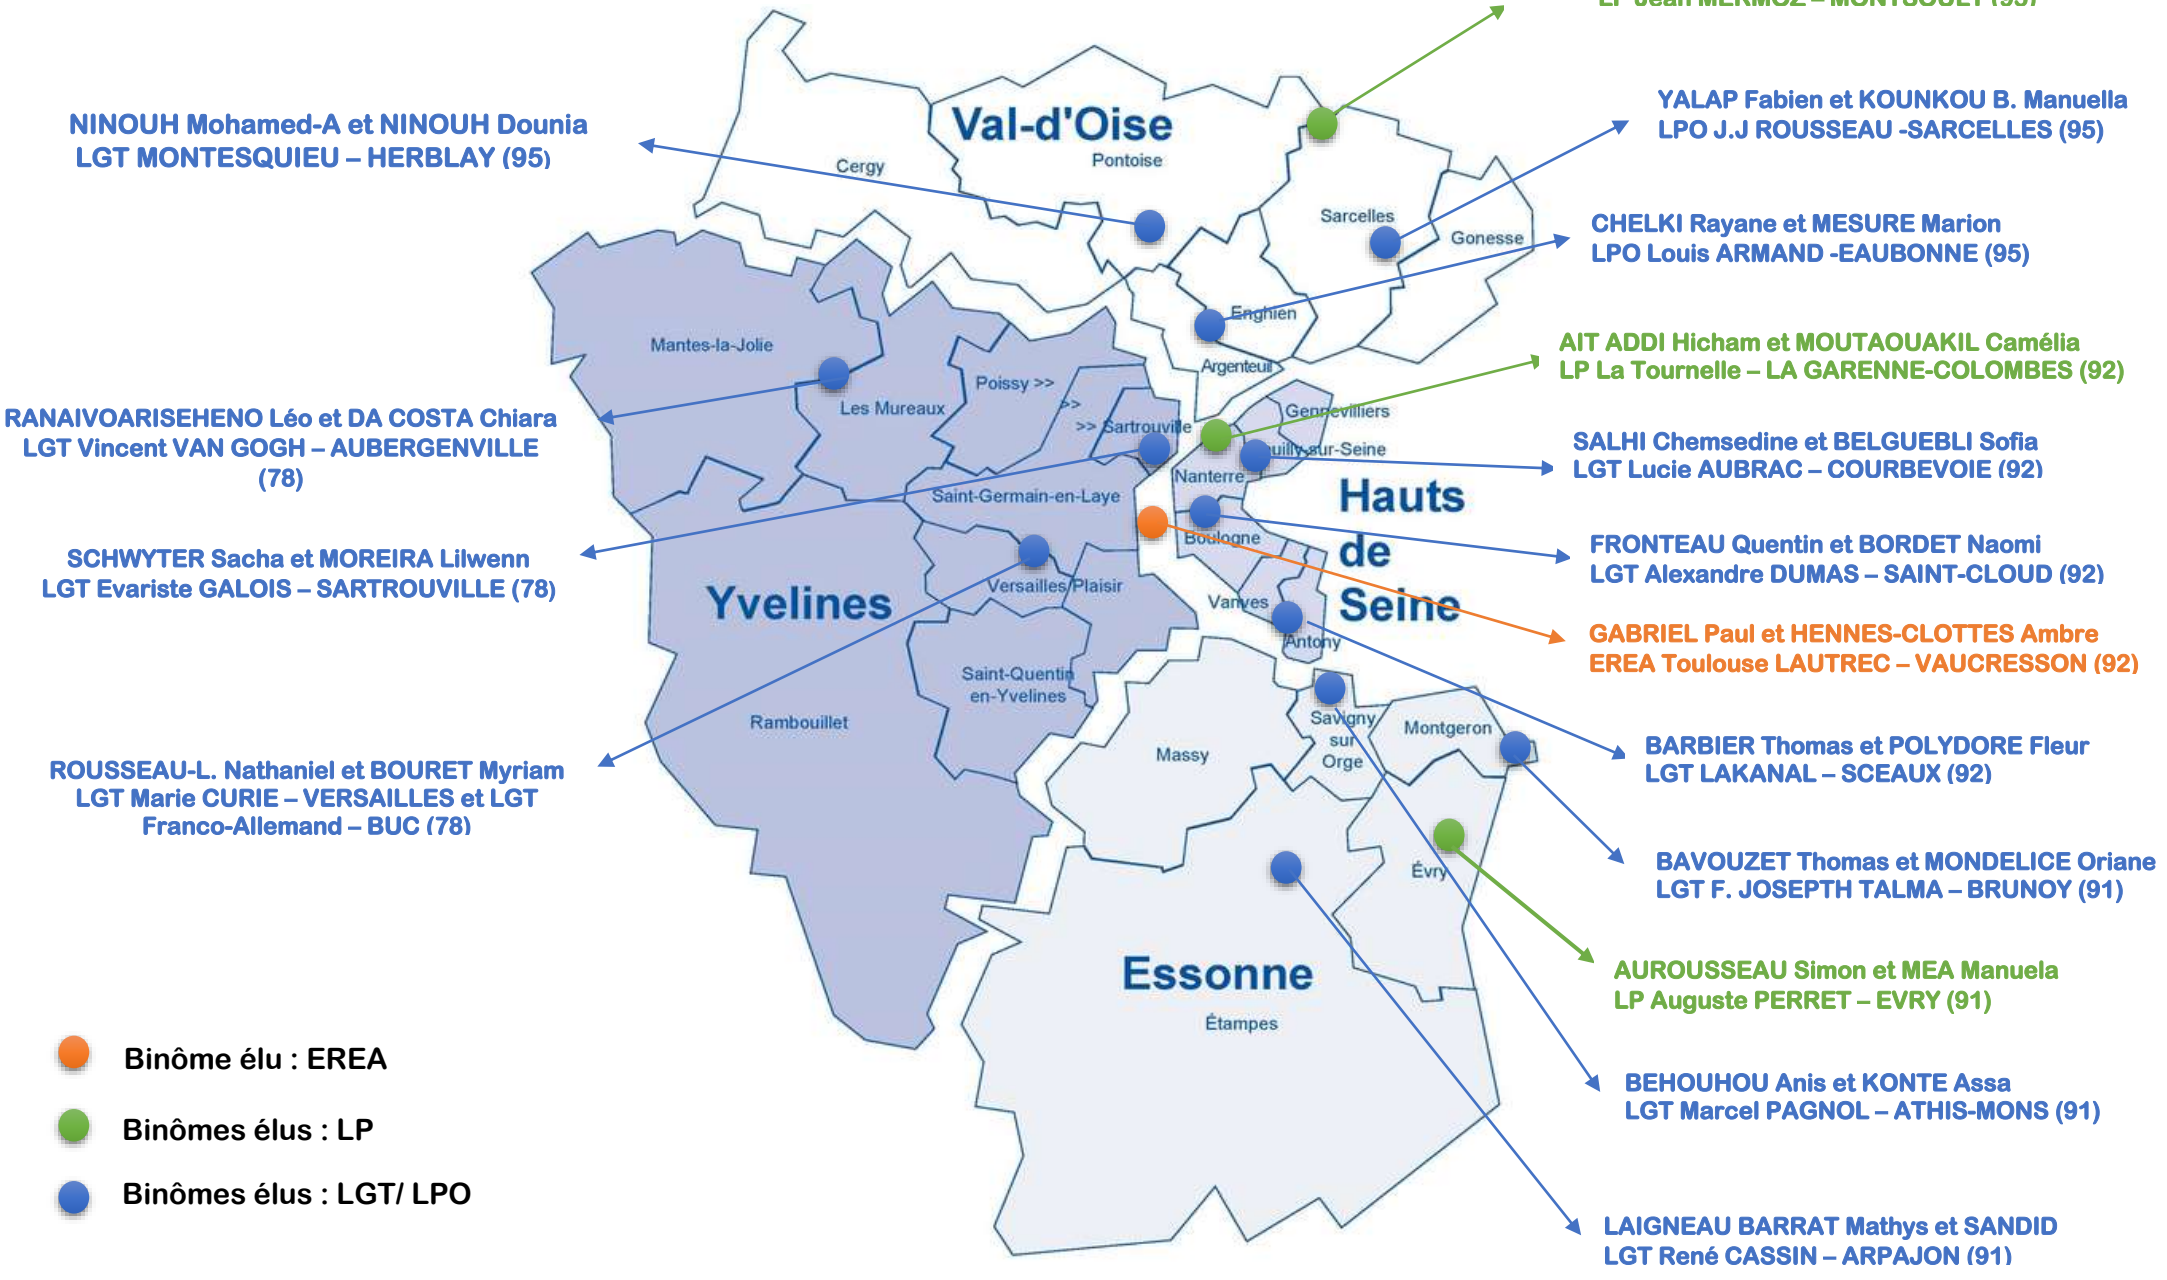 LP Jean MERMOZ – MONTSOULT (95)
YALAP Fabien et KOUNKOU B. Manuella
LPO J.J ROUSSEAU -SARCELLES (95)
NINOUH Mohamed-A et NINOUH Dounia
LGT MONTESQUIEU – HERBLAY (95)
Val-d'Oise
Pontoise
Cergy
Sarcelles
Gonesse
CHELKI Rayane et MESURE Marion
LPO Louis ARMAND -EAUBONNE (95)
Enghien
Argenteuil
AIT ADDI Hicham et MOUTAOUAKIL Camélia
LP La Tournelle – LA GARENNE-COLOMBES (92)
Mantes-la-Jolie
Poissy >>
>>
Les Mureaux
>> Sartrouville
Gennevilliers
uilly-sur-Seine
Nanterre
RANAIVOARISEHENO Léo et DA COSTA Chiara
LGT Vincent VAN GOGH – AUBERGENVILLE
(78)
SALHI Chemsedine et BELGUEBLI Sofia
LGT Lucie AUBRAC – COURBEVOIE (92)
Saint-Germain-en-Laye
Hauts
de
Seine
Boulogne
SCHWYTER Sacha et MOREIRA Lilwenn
LGT Evariste GALOIS – SARTROUVILLE (78)
FRONTEAU Quentin et BORDET Naomi
LGT Alexandre DUMAS – SAINT-CLOUD (92)
Yvelines
Versailles
Plaisir
Vanves
Antony
GABRIEL Paul et HENNES-CLOTTES Ambre
EREA Toulouse LAUTREC – VAUCRESSON (92)
Saint-Quentin
en-Yvelines
Rambouillet
Massy
Savigny
sur
Orge
Montgeron
BARBIER Thomas et POLYDORE Fleur
LGT LAKANAL – SCEAUX (92)
ROUSSEAU-L. Nathaniel et BOURET Myriam
LGT Marie CURIE – VERSAILLES et LGT
Franco-Allemand – BUC (78)
BAVOUZET Thomas et MONDELICE Oriane
LGT F. JOSEPTH TALMA – BRUNOY (91)
Évry
Essonne
Étampes
AUROUSSEAU Simon et MEA Manuela
LP Auguste PERRET – EVRY (91)
BEHOUHOU Anis et KONTE Assa
LGT Marcel PAGNOL – ATHIS-MONS (91)
LAIGNEAU BARRAT Mathys et SANDID
LGT René CASSIN – ARPAJON (91)
Binôme élu : EREA
Binômes élus : LP
Binômes élus : LGT/ LPO